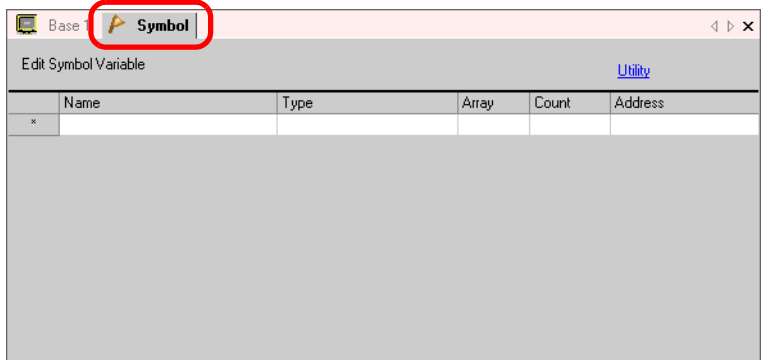 Base 1 Symbol
Edit Symbol Variable
Utility
Name Type Array Count Address
*